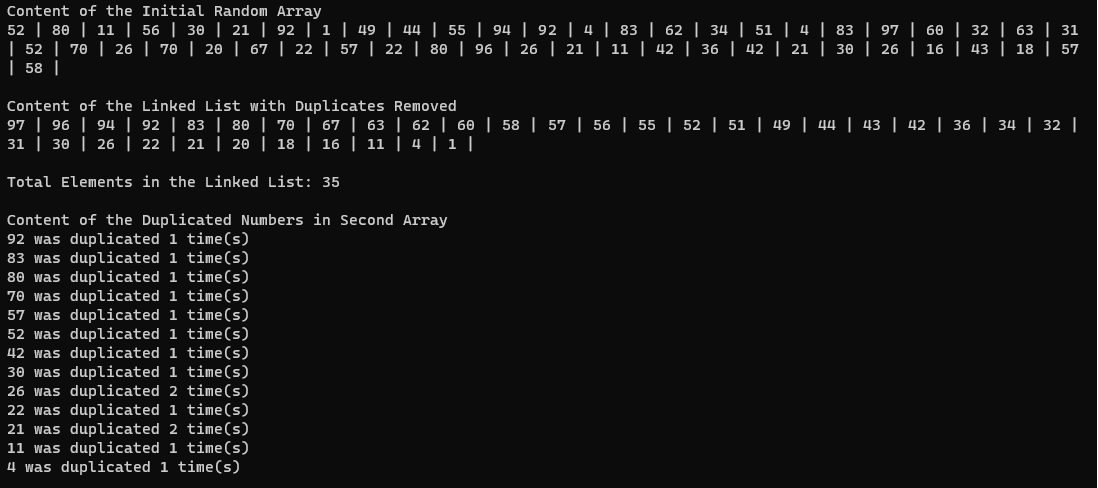 Content of the Initial Random Array
52 | 80 | 11 | 56 | 30 | 21 | 92 | 1 | 49 | 44 | 55 | 94 | 92 | 4 | 83 | 62 | 34 | 51 | 4 | 83 | 97 | 60 | 32 | 63 | 31
| 52 | 70 | 26 | 70 | 20 | 67 | 22 | 57 | 22 | 80 | 96 | 26 | 21 | 11 | 42 | 36 | 42 | 21 | 30 | 26 | 16 | 43 | 18 | 57
| 58 |
Content of the Linked List with Duplicates Removed
97 | 96 | 94 | 92 | 83 | 80 | 70 | 67 | 63 | 62 | 60 | 58 | 57 | 56 | 55 | 52 | 51 | 49 | 44 | 43 | 42 | 36 | 34 | 32 |
31 | 30 | 26 | 22 | 21 | 20 | 18 | 16 | 11 | 4 | 1 |
Total Elements in the Linked List: 35
Content of the Duplicated Numbers in Second Array
92 was duplicated 1 time(s)
83 was duplicated 1 time(s)
80 was duplicated 1 time(s)
70 was duplicated 1 time(s)
57 was duplicated 1 time(s)
52 was duplicated 1 time(s)
42 was duplicated 1 time(s)
30 was duplicated 1 time(s)
26 was duplicated 2 time(s)
22 was duplicated 1 time(s)
21 was duplicated 2 time(s)
11 was duplicated 1 time(s)
4 was duplicated 1 time(s)